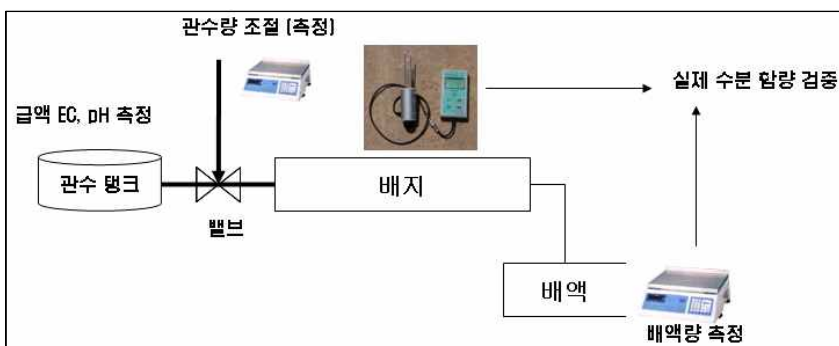 관수량 조절 (측정)
실제 수분 함량 검증
급액 EC, pH 측정
관수 탱크
배지
밸브
배액
배액량 측정